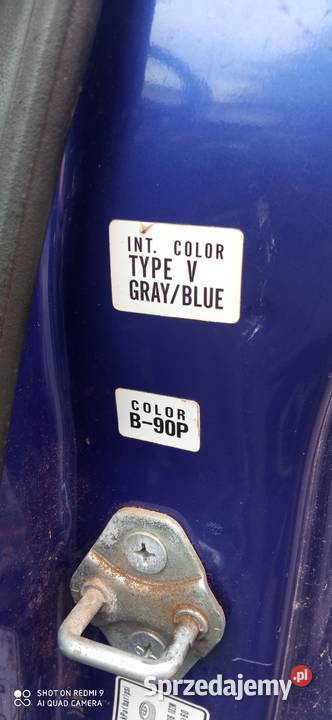 INT. COLOR
TYPE V
GRAY/BLUE
COLOR
B-90P
SHOT ON REDMI 9
AI QUAD CAMERA
Sprzedajemy.pl